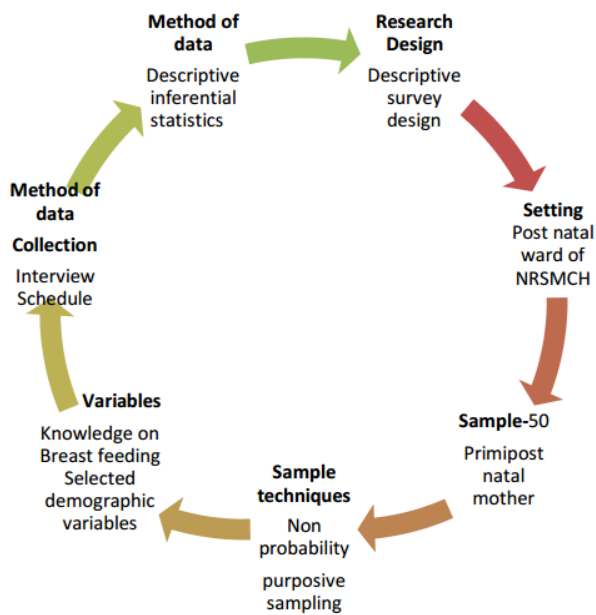 Method of
data
Descriptive
inferential
statistics
Research
Design
Descriptive
survey
design
Setting
Post natal
ward of
NRSMCH
Sample-50
Primipost
natal
mother
Sample
techniques
Non
probability
purposive
sampling
Variables
Knowledge on
Breast feeding
Selected
demographic
variables
Method of
data
Collection
Interview
Schedule